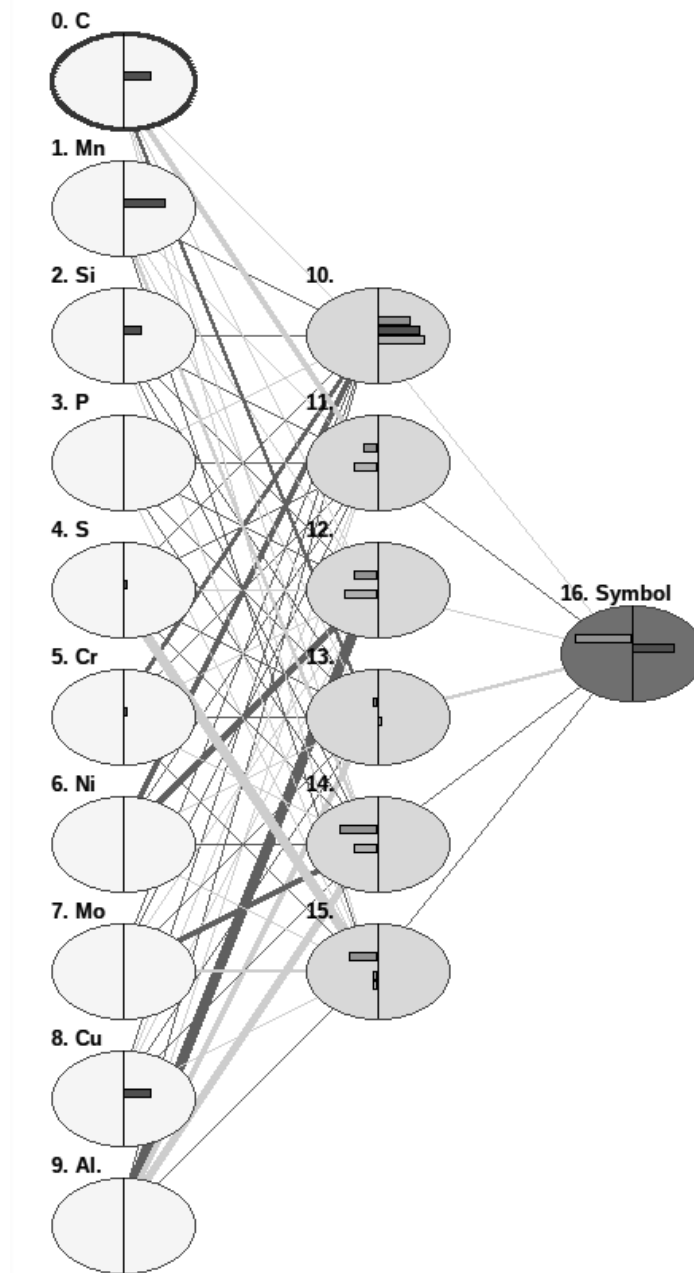 0. C
1. Mn
2. Si
10.
3. P
11.
4. S
12.
16. Symbol
5. Cr
13.
6. Ni
14.
7. Mo
15.
8. Cu
9. Al.